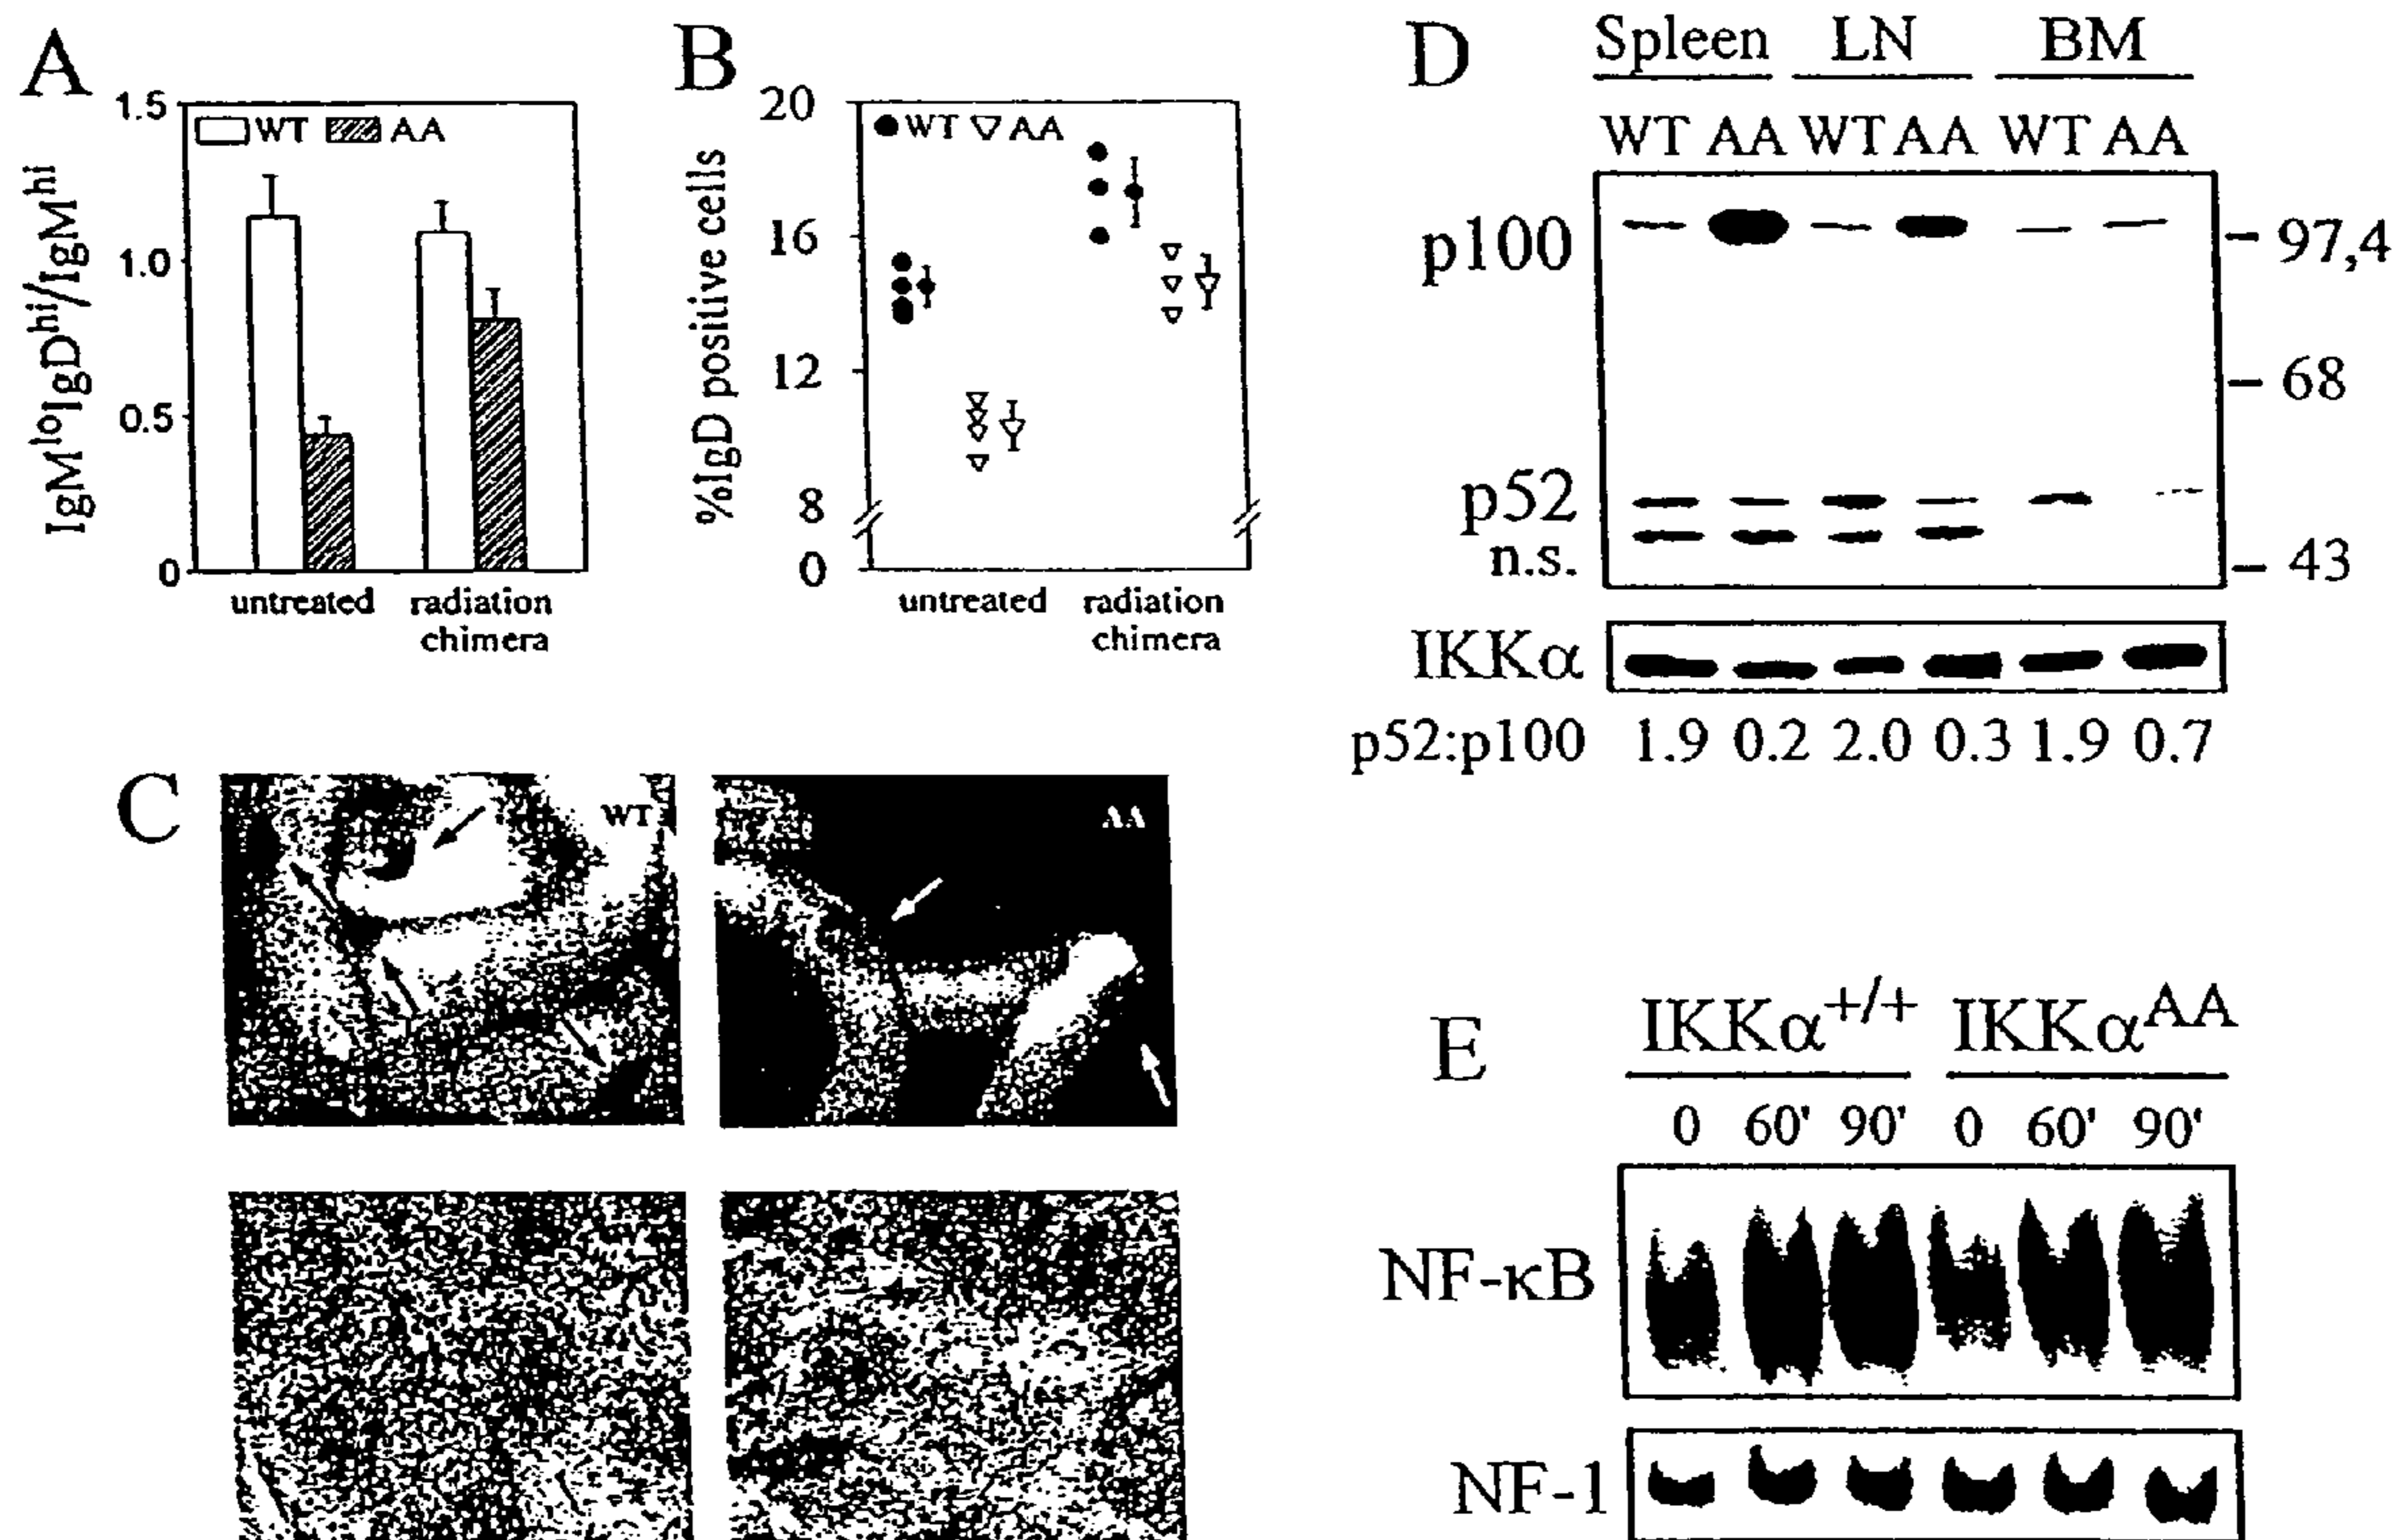 A
1.5
1.0
0.5
0
IgM^loIgD^hi/IgM^hi
WT AA
untreated radiation
chimera
B
20
16
12
8
0
%IgD positive cells
WT AA
untreated radiation
chimera
C
WT
AA
D
Spleen LN BM
WT AA WT AA WT AA
p100
97,4
68
p52
n.s.
43
IKKα
p52:p100 1.9 0.2 2.0 0.3 1.9 0.7
E
IKKα^+/+ IKKα^AA
0 60' 90' 0 60' 90'
NF-κB
NF-1